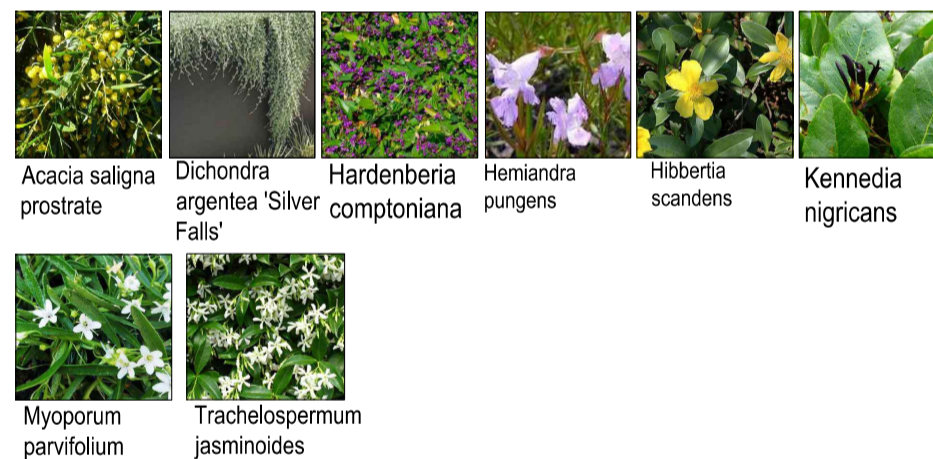 Acacia saligna
prostrate
Dichondra
argentea 'Silver
Falls'
Hardenberia
comptoniana
Hemiandra
pungens
Hibbertia
scandens
Kennedia
nigricans
Myoporum
parvifolium
Trachelospermum
jasminoides